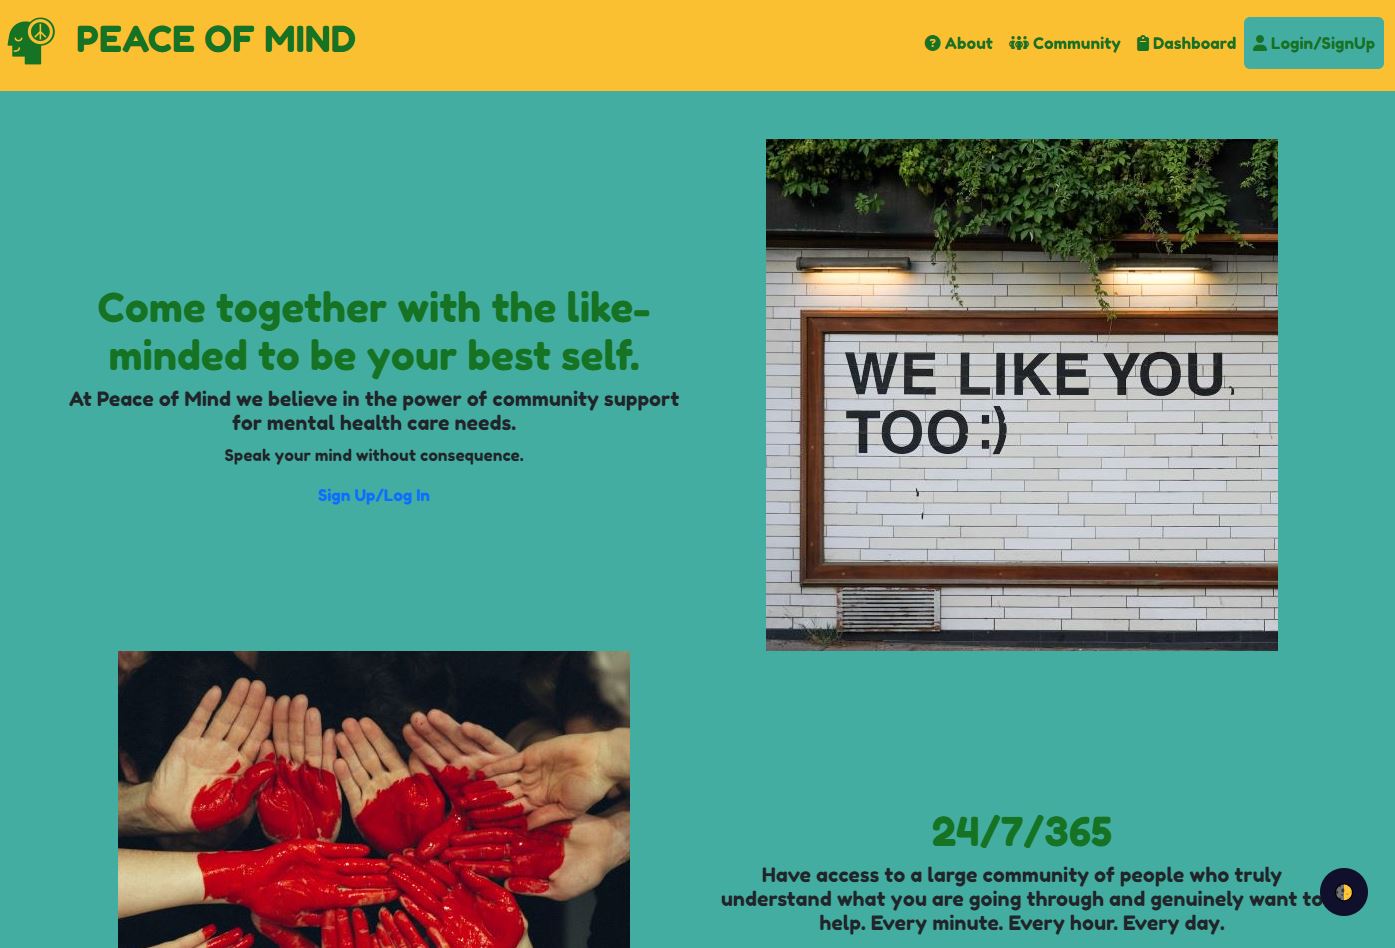 PEACE OF MIND
About
Community
Dashboard
Login/SignUp
Come together with the like-
minded to be your best self.
At Peace of Mind we believe in the power of community support
for mental health care needs.
Speak your mind without consequence.
Sign Up/Log In
WE LIKE YOU,
TOO :)
24/7/365
Have access to a large community of people who truly
understand what you are going through and genuinely want to
help. Every minute. Every hour. Every day.